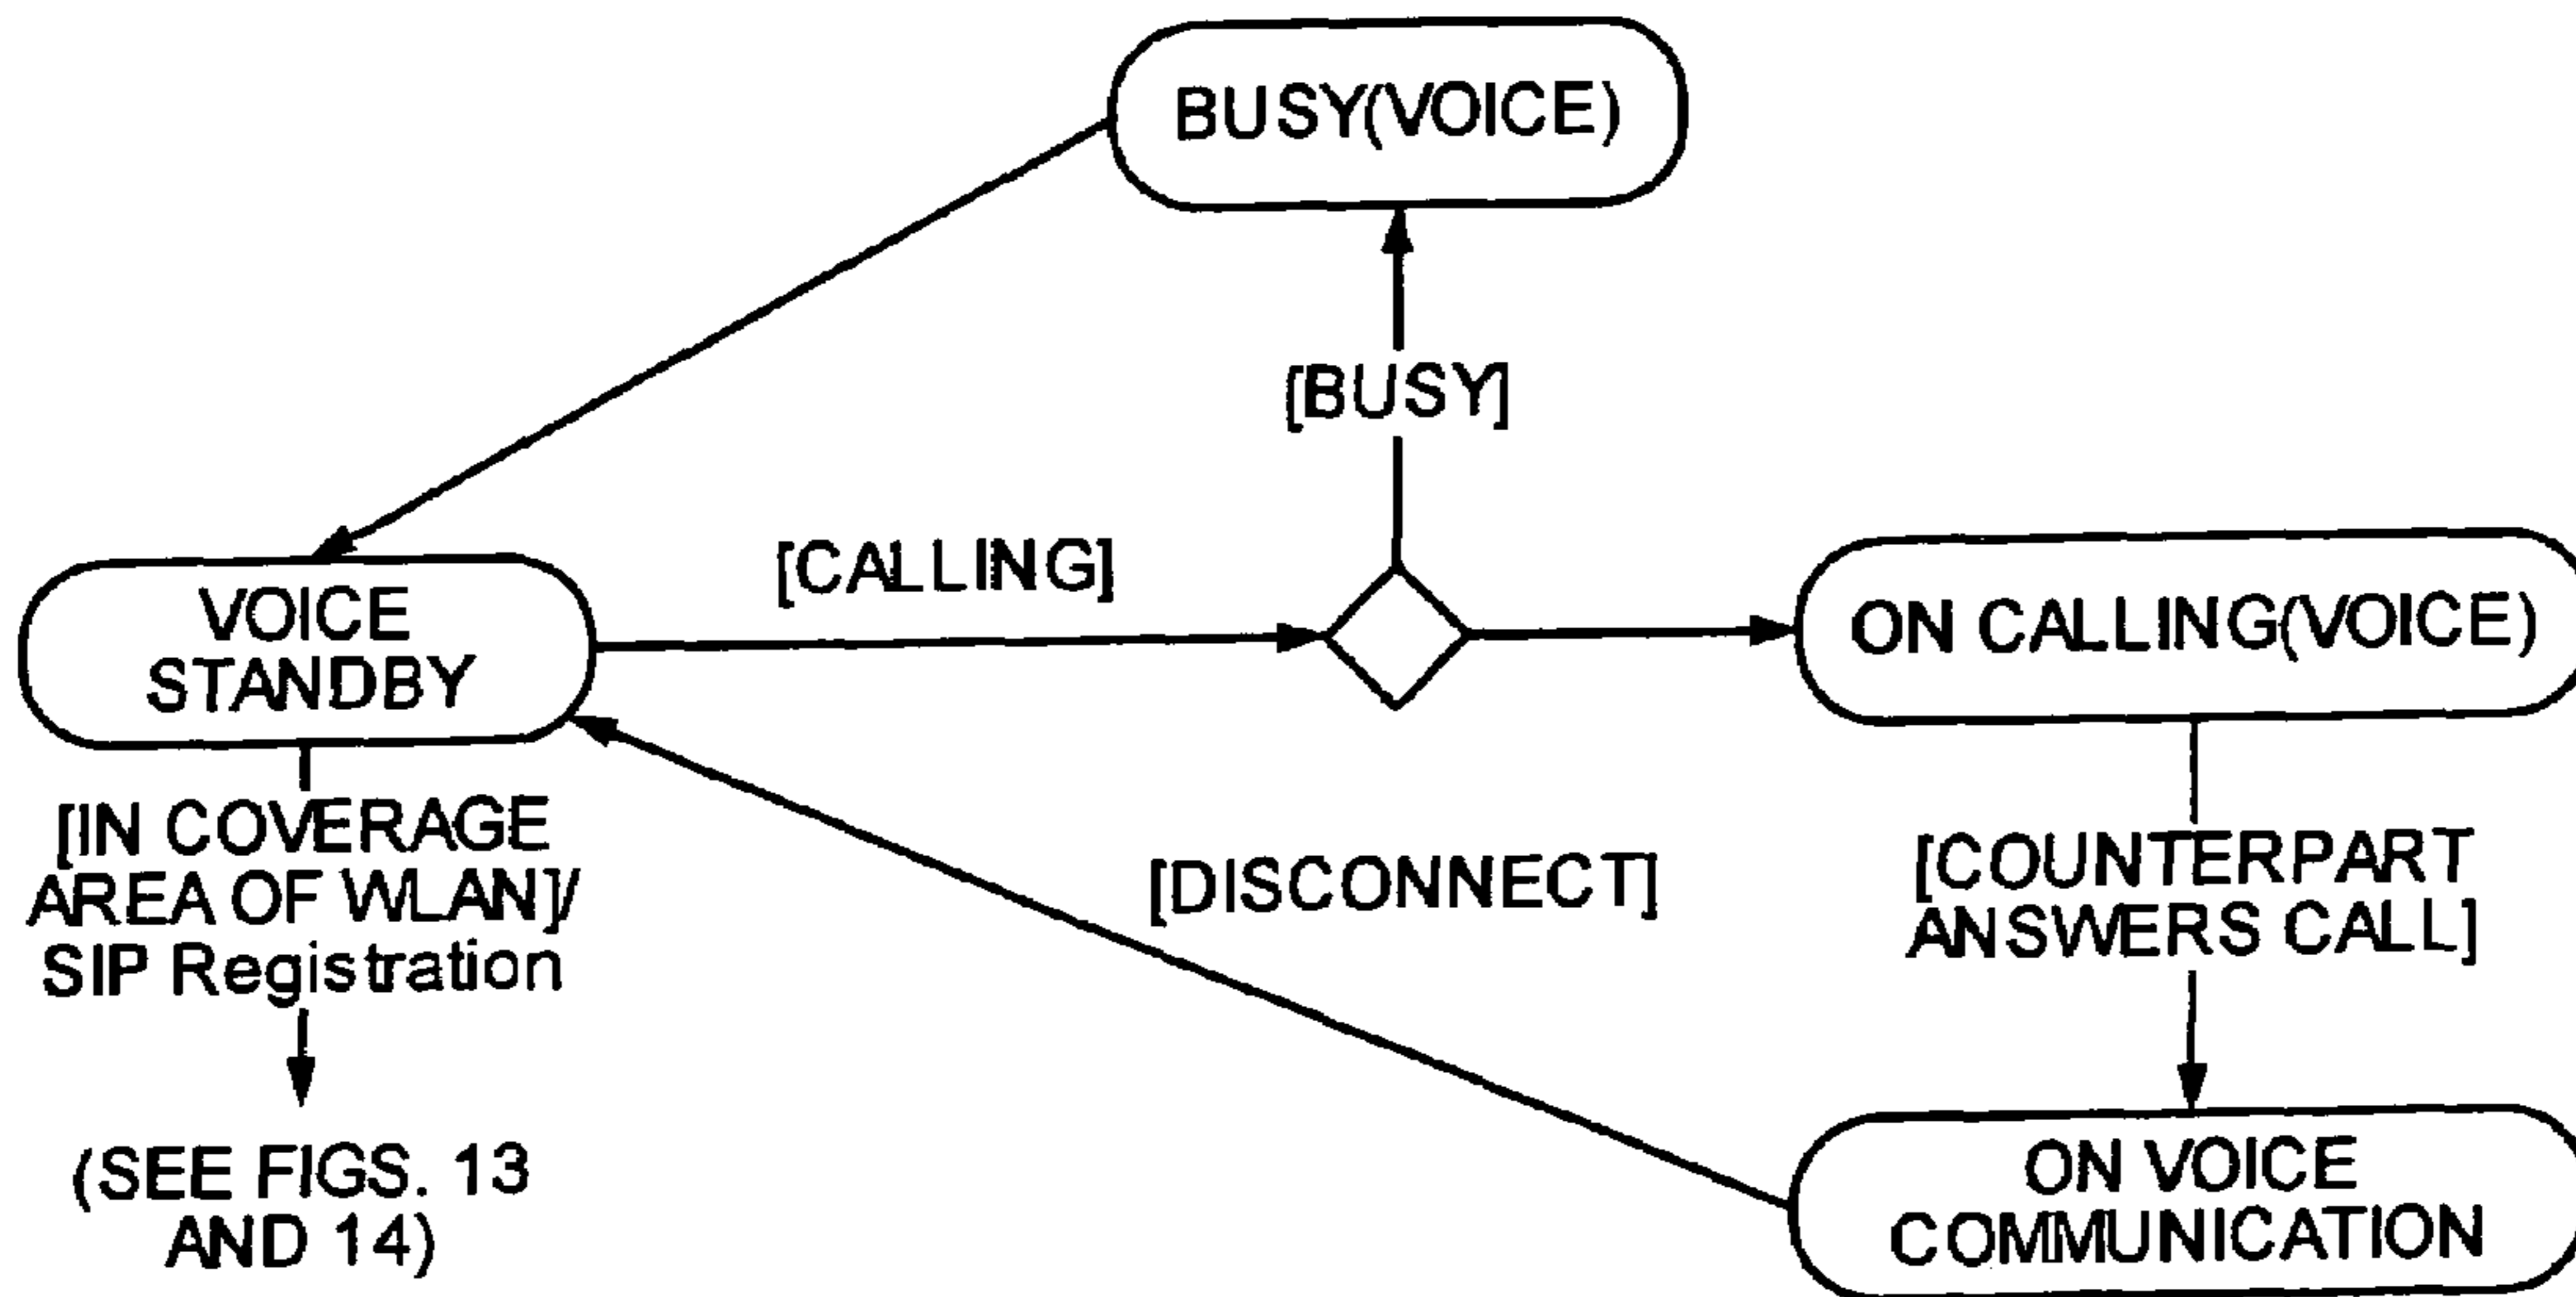 BUSY(VOICE)
[BUSY]
[CALLING]
VOICE
STANDBY
ON CALLING(VOICE)
[IN COVERAGE
AREA OF WLAN]/
SIP Registration
[DISCONNECT]
[COUNTERPART
ANSWERS CALL]
(SEE FIGS. 13
AND 14)
ON VOICE
COMMUNICATION